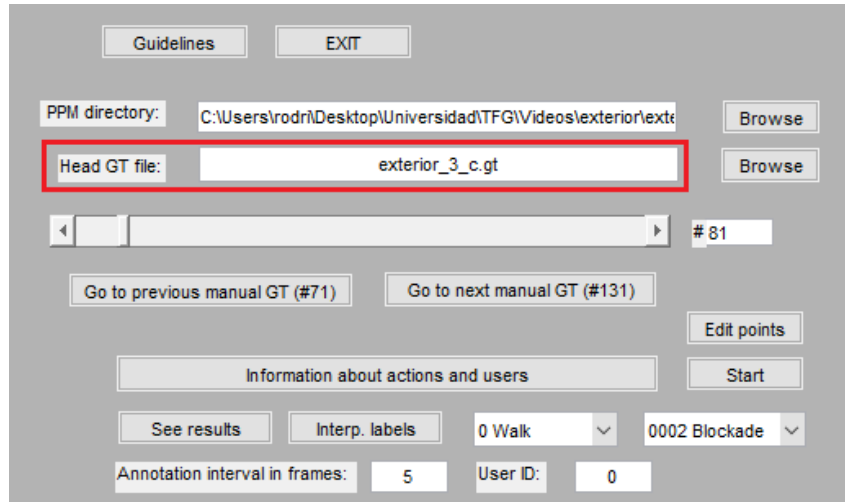 Guidelines EXIT
PPM directory: C:\Users\rodri\Desktop\Universidad\TFG\Videos\exterior\exte Browse
Head GT file: exterior_3_c.gt Browse
# 81
Go to previous manual GT (#71) Go to next manual GT (#131)
Edit points
Information about actions and users Start
See results Interp. labels 0 Walk 0002 Blockade
Annotation interval in frames: 5 User ID: 0